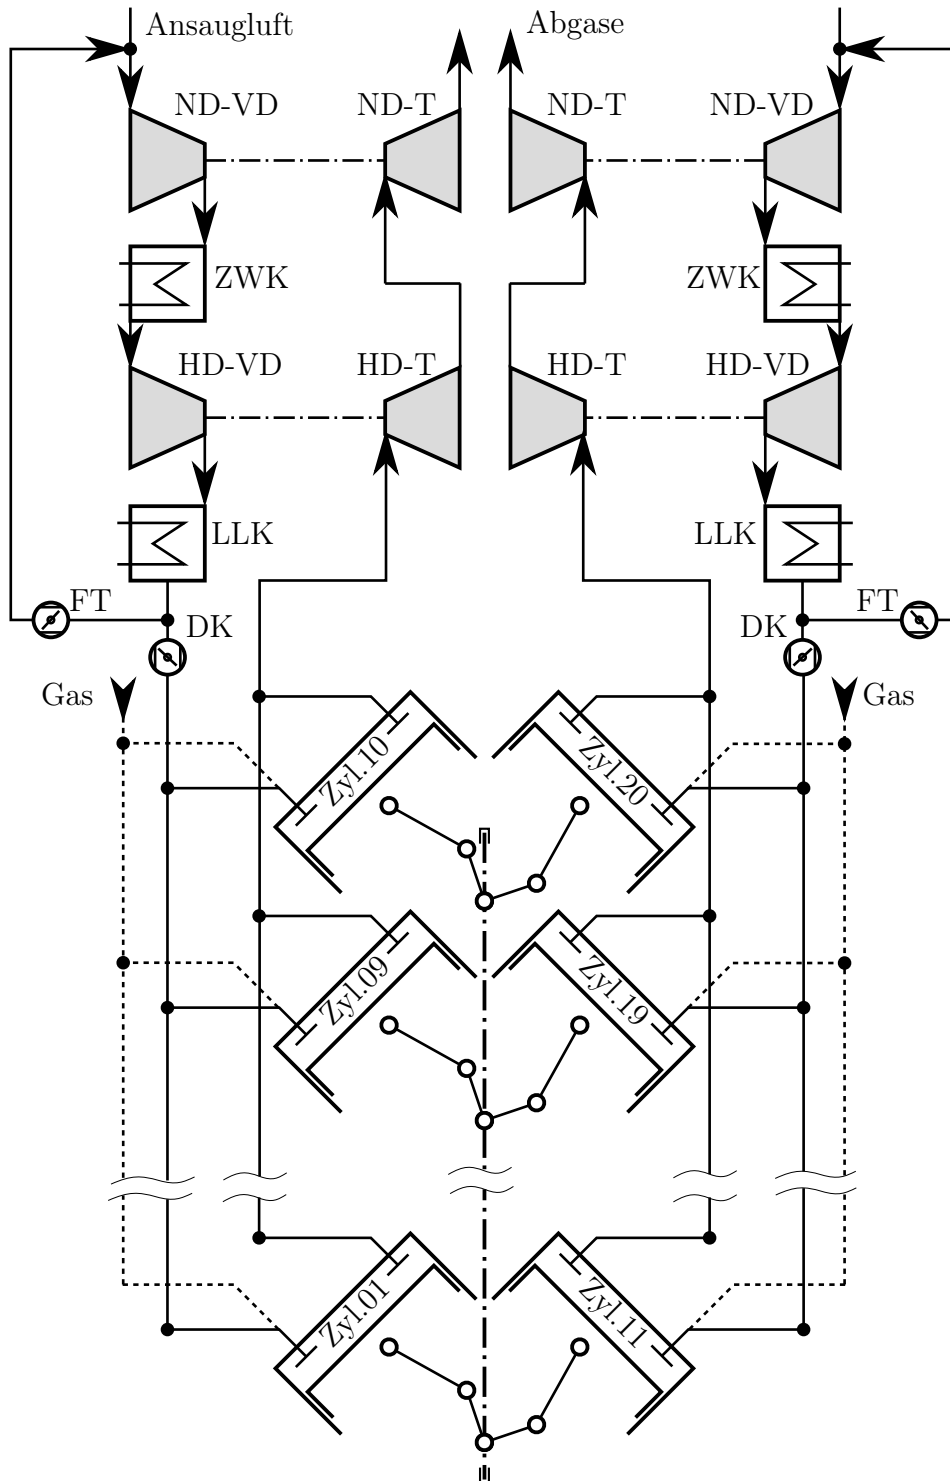 Ansaugluft
Abgase
ND-VD
ND-T
ND-T
ND-VD
ZWK
ZWK
HD-VD
HD-T
HD-T
HD-VD
LLK
LLK
FT
FT
DK
DK
Gas
Gas
Zyl.10
Zyl.20
Zyl.09
Zyl.19
Zyl.01
Zyl.11